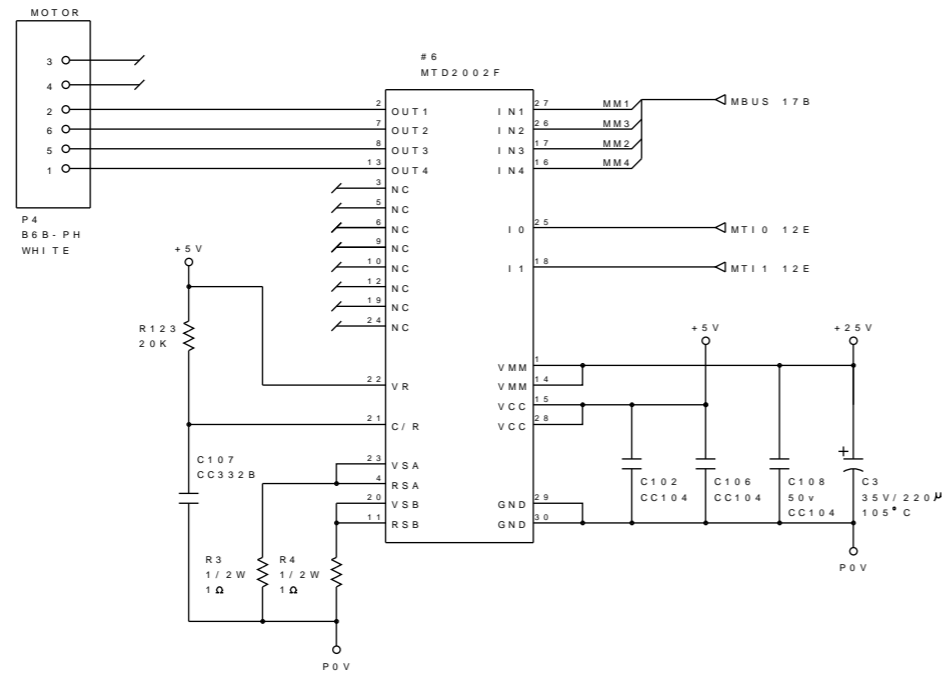 MOTOR
3
4
2
6
5
1
P4
B6B-PH
WHITE
#6
MTD2002F
2 OUT1
7 OUT2
8 OUT3
13 OUT4
3 NC
5 NC
6 NC
9 NC
10 NC
12 NC
19 NC
24 NC
22 VR
21 C/R
23 VSA
4 RSA
20 VSB
11 RSB
IN1 27 MM1
IN2 26 MM3
IN3 17 MM2
IN4 16 MM4
I0 25
I1 18
VMM 1
VMM 14
VCC 15
VCC 28
GND 29
GND 30
MBUS 17B
MTI0 12E
MTI1 12E
+5V
R123
20K
C107
CC332B
R3
1/2W
1Ω
R4
1/2W
1Ω
P0V
+5V
+25V
C102
CC104
C106
CC104
C108
50v
CC104
+
C3
35V/220μ
105°C
P0V